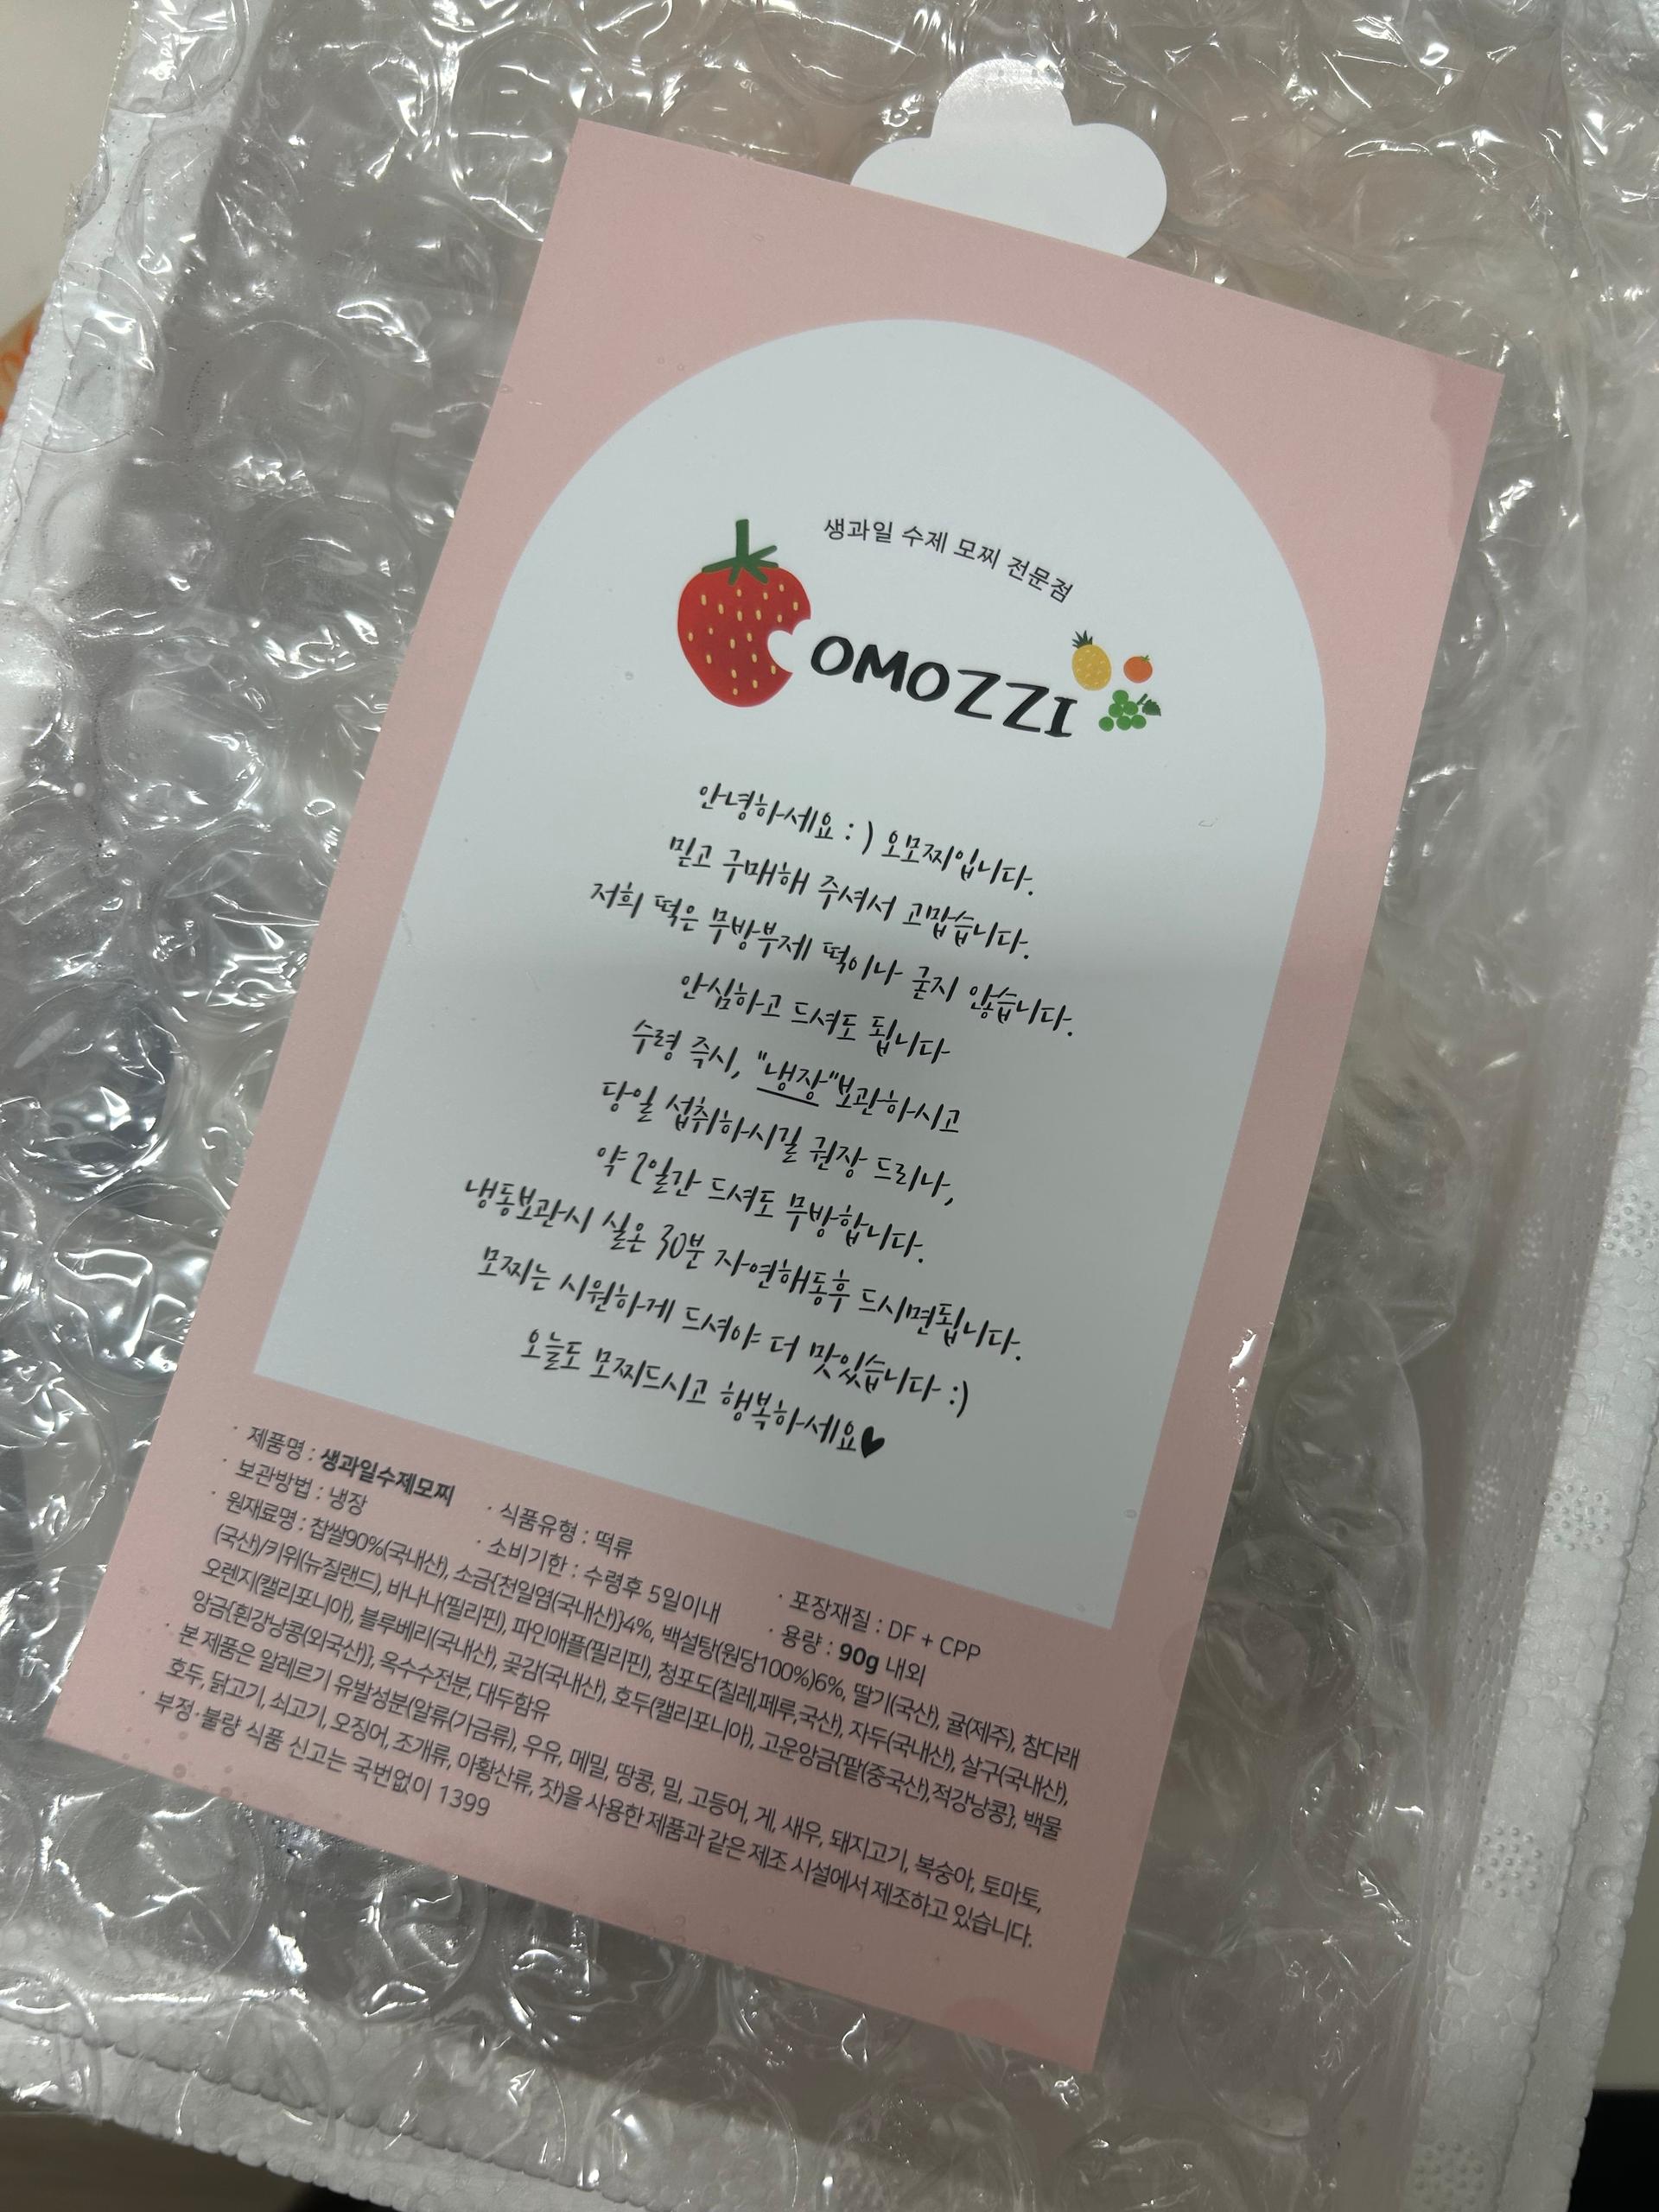 생과일 수제 모찌 전문점
OMOZZI
안녕하세요 : ) 오모찌입니다.
믿고 구매해 주셔서 고맙습니다.
저희 떡은 무방부제 떡이나 굳지 않습니다.
안심하고 드셔도 됩니다
수령 즉시, "냉장"보관하시고
당일 섭취하시길 권장 드리나,
약 2일간 드셔도 무방합니다.
냉동보관시 실온 30분 자연해동후 드시면됩니다.
모찌는 시원하게 드셔야 더 맛있습니다 :)
오늘도 모찌드시고 행복하세요♥
· 제품명 : 생과일수제모찌 · 식품유형 : 떡류 · 포장재질 : DF + CPP
· 보관방법 : 냉장 · 소비기한 : 수령후 5일이내 · 용량 : 90g 내외
· 원재료명 : 찹쌀90%(국내산), 소금{천일염(국내산)}4%, 백설탕(원당100%)6%, 딸기(국산), 귤(제주), 참다래
(국산)/키위(뉴질랜드), 바나나(필리핀), 파인애플(필리핀), 청포도(칠레,페루,국산), 자두(국내산), 살구(국내산),
오렌지(캘리포니아), 블루베리(국내산), 곶감(국내산), 호두(캘리포니아), 고운앙금{팥(중국산),적강낭콩}, 백물
앙금{흰강낭콩(외국산)}, 옥수수전분, 대두함유
· 본 제품은 알레르기 유발성분(알류(가금류), 우유, 메밀, 땅콩, 밀, 고등어, 게, 새우, 돼지고기, 복숭아, 토마토,
호두, 닭고기, 쇠고기, 오징어, 조개류, 아황산류, 잣)을 사용한 제품과 같은 제조 시설에서 제조하고 있습니다.
· 부정·불량 식품 신고는 국번없이 1399